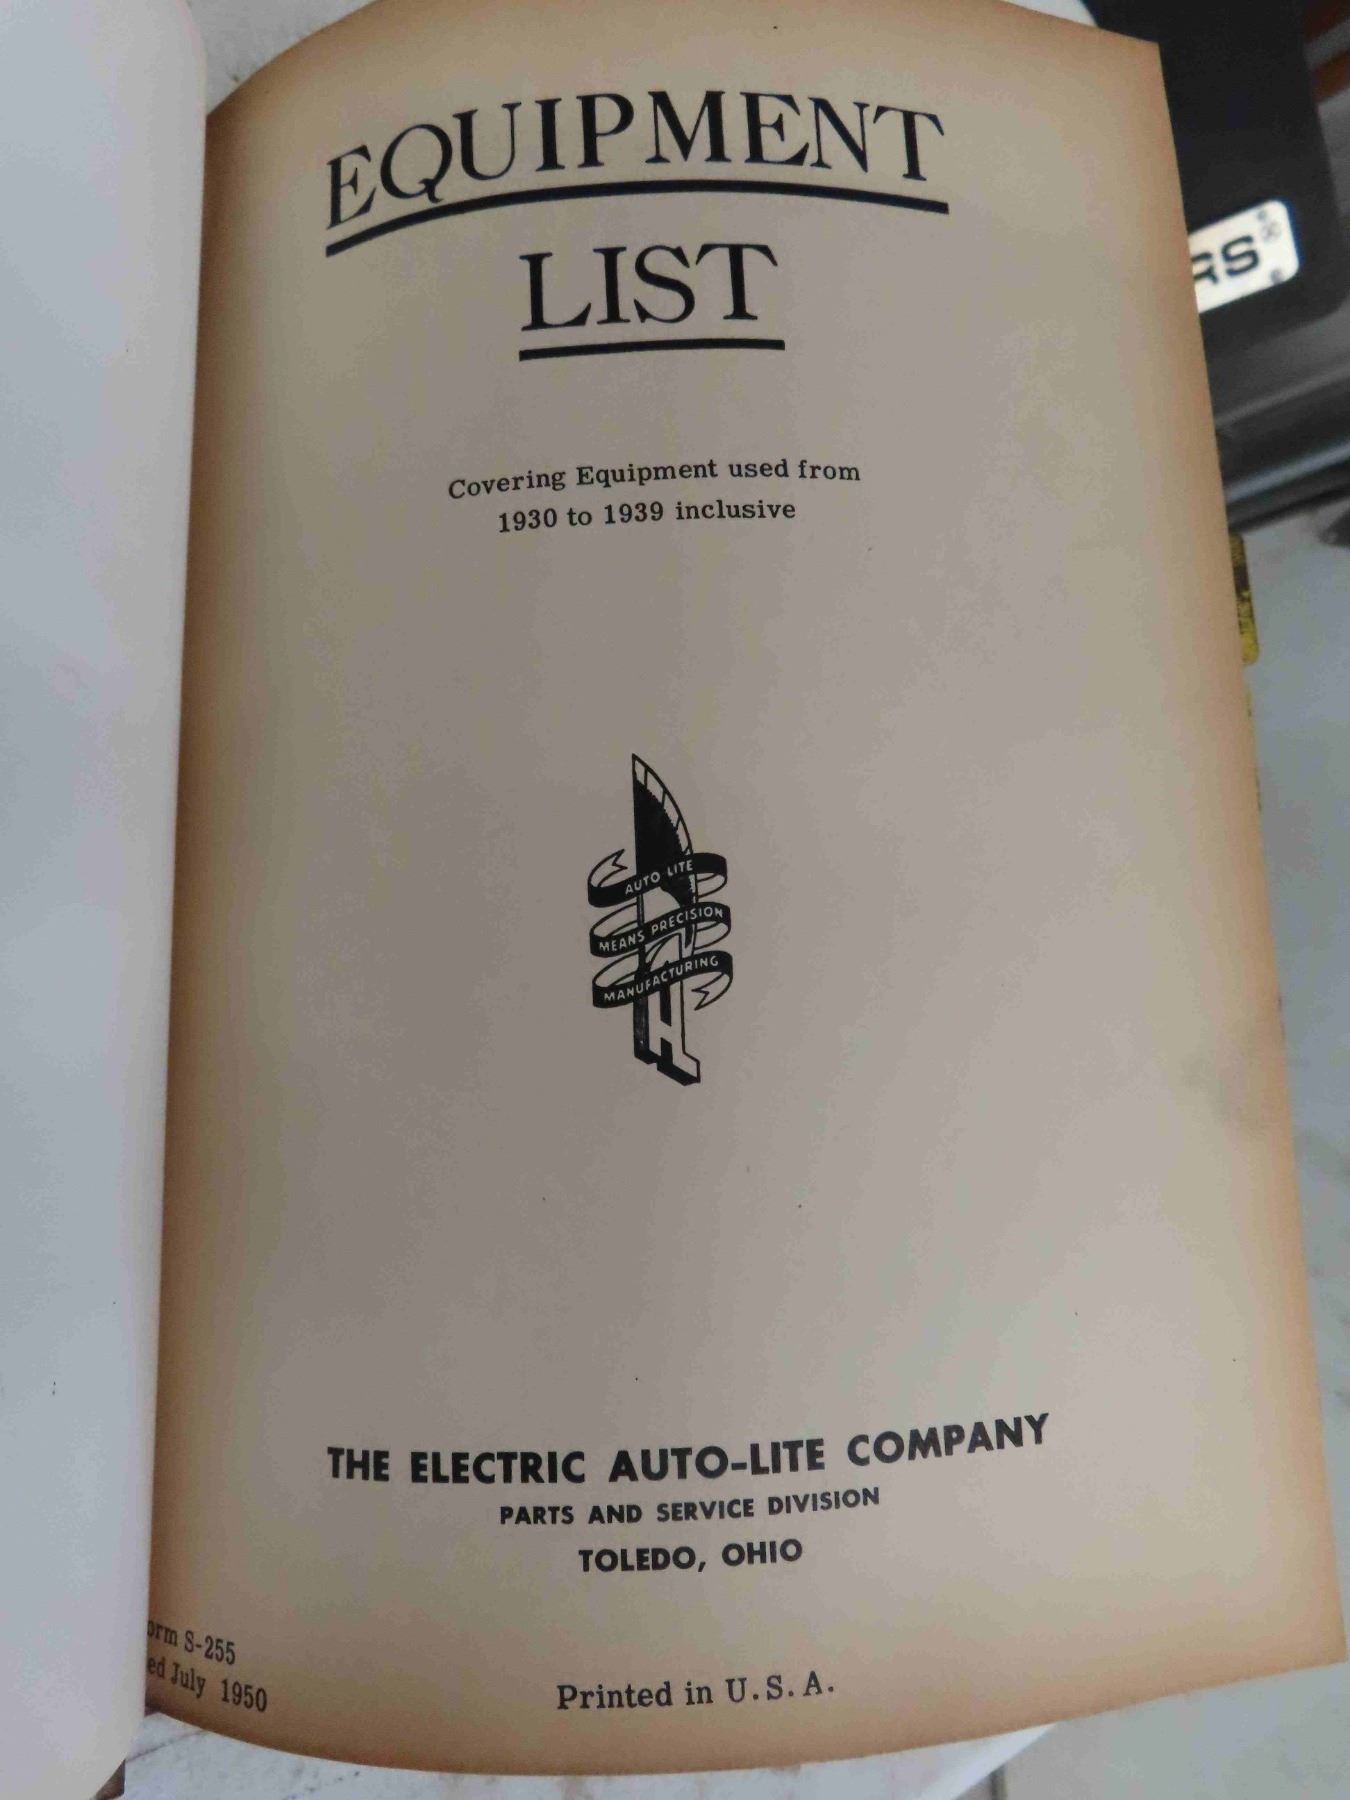 EQUIPMENT
LIST
Covering Equipment used from
1930 to 1939 inclusive
AUTO LITE
MEANS PRECISION
MANUFACTURING
THE ELECTRIC AUTO-LITE COMPANY
PARTS AND SERVICE DIVISION
TOLEDO, OHIO
orm S-255
ed July 1950
Printed in U.S.A.
RS